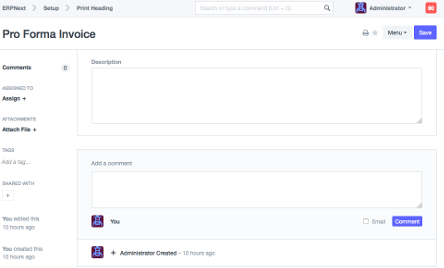 ERPNext > Setup > Print Heading
Search or type a command (Ctrl + G)
Administrator
Pro Forma Invoice
Menu
Save
Comments 0
ASSIGNED TO
Assign +
ATTACHMENTS
Attach File +
TAGS
Add a tag...
SHARED WITH
+
You edited this
10 hours ago
You created this
10 hours ago
Description
Add a comment
You
Email
Comment
+ Administrator Created - 10 hours ago